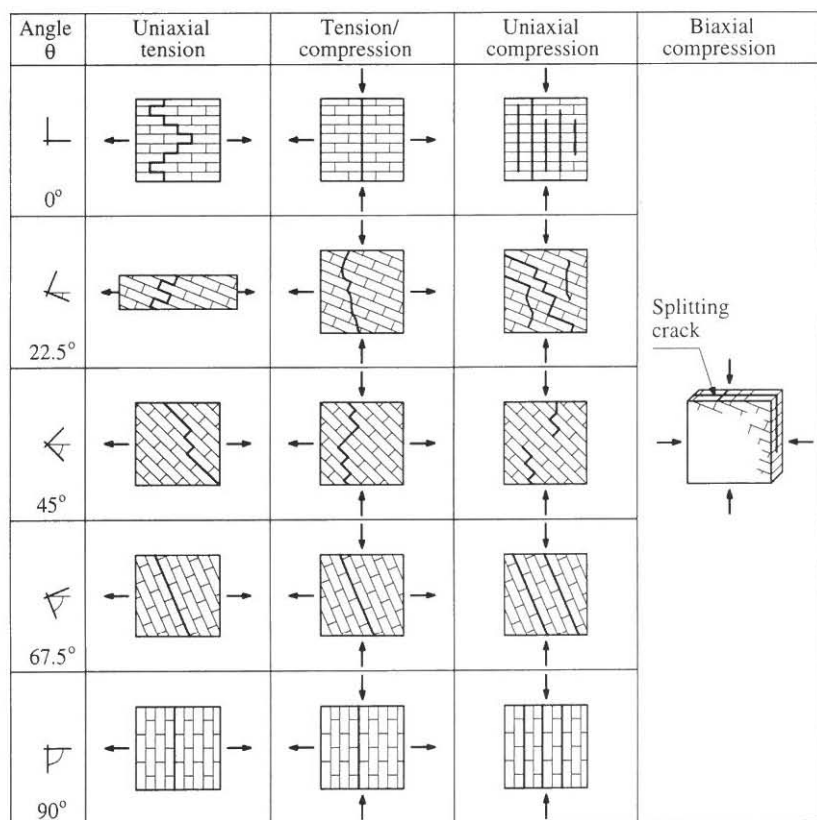 Angle
θ
Uniaxial
tension
Tension/
compression
Uniaxial
compression
Biaxial
compression
0°
22.5°
Splitting
crack
45°
67.5°
90°